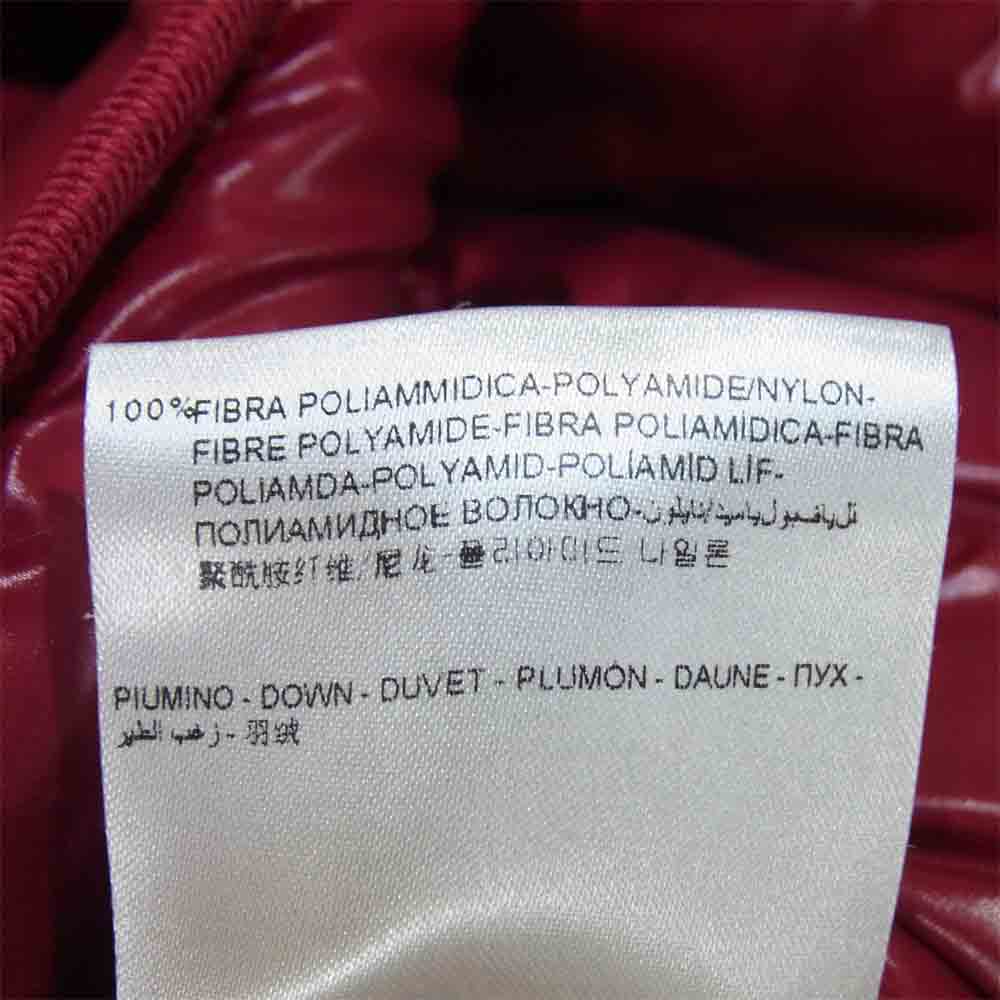 100%FIBRA POLIAMMIDICA-POLYAMIDE/NYLON-
FIBRE POLYAMIDE-FIBRA POLIAMIDICA-FIBRA
POLIAMDA-POLYAMID-POLİAMİD LİF-
ПОЛИАМИДНОЕ ВОЛОКНО-
聚酰胺纤维/尼龙-폴리아미드 나일론
PIUMINO - DOWN - DUVET - PLUMÓN - DAUNE - ПУХ -
زغب الطير - 羽绒